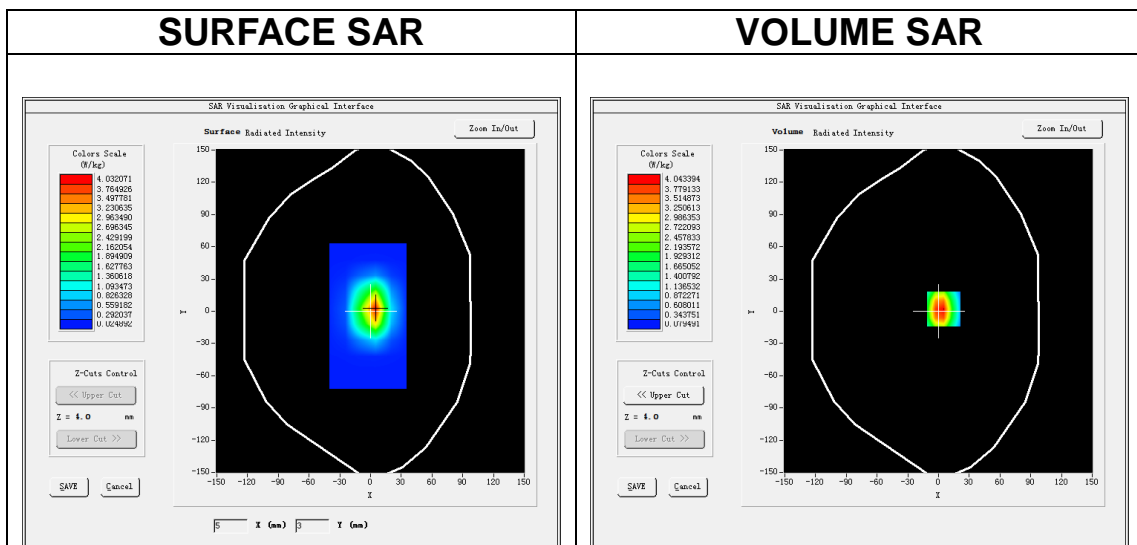 SURFACE SAR
VOLUME SAR
SAR Visualisation Graphical Interface
Surface Radiated Intensity
Zoom In/Out
Colors Scale
(W/kg)
4.032071
3.764926
3.497781
3.230635
2.963490
2.696345
2.429199
2.162054
1.894909
1.627763
1.360618
1.093473
0.826328
0.559182
0.292037
0.024892
150
120
90
60
30
0
-30
-60
-90
-120
-150
Y
-150 -120 -90 -60 -30 0 30 60 90 120 150
X
Z-Cuts Control
<< Upper Cut
Z = 4.0 mm
Lower Cut >>
SAVE Cancel
5 X (mm) 3 Y (mm)
SAR Visualisation Graphical Interface
Volume Radiated Intensity
Zoom In/Out
Colors Scale
(W/kg)
4.043394
3.779133
3.514873
3.250613
2.986353
2.722093
2.457833
2.193572
1.929312
1.665052
1.400792
1.136532
0.872271
0.608011
0.343751
0.079491
150
120
90
60
30
0
-30
-60
-90
-120
-150
Y
-150 -120 -90 -60 -30 0 30 60 90 120 150
X
Z-Cuts Control
<< Upper Cut
Z = 4.0 mm
Lower Cut >>
SAVE Cancel